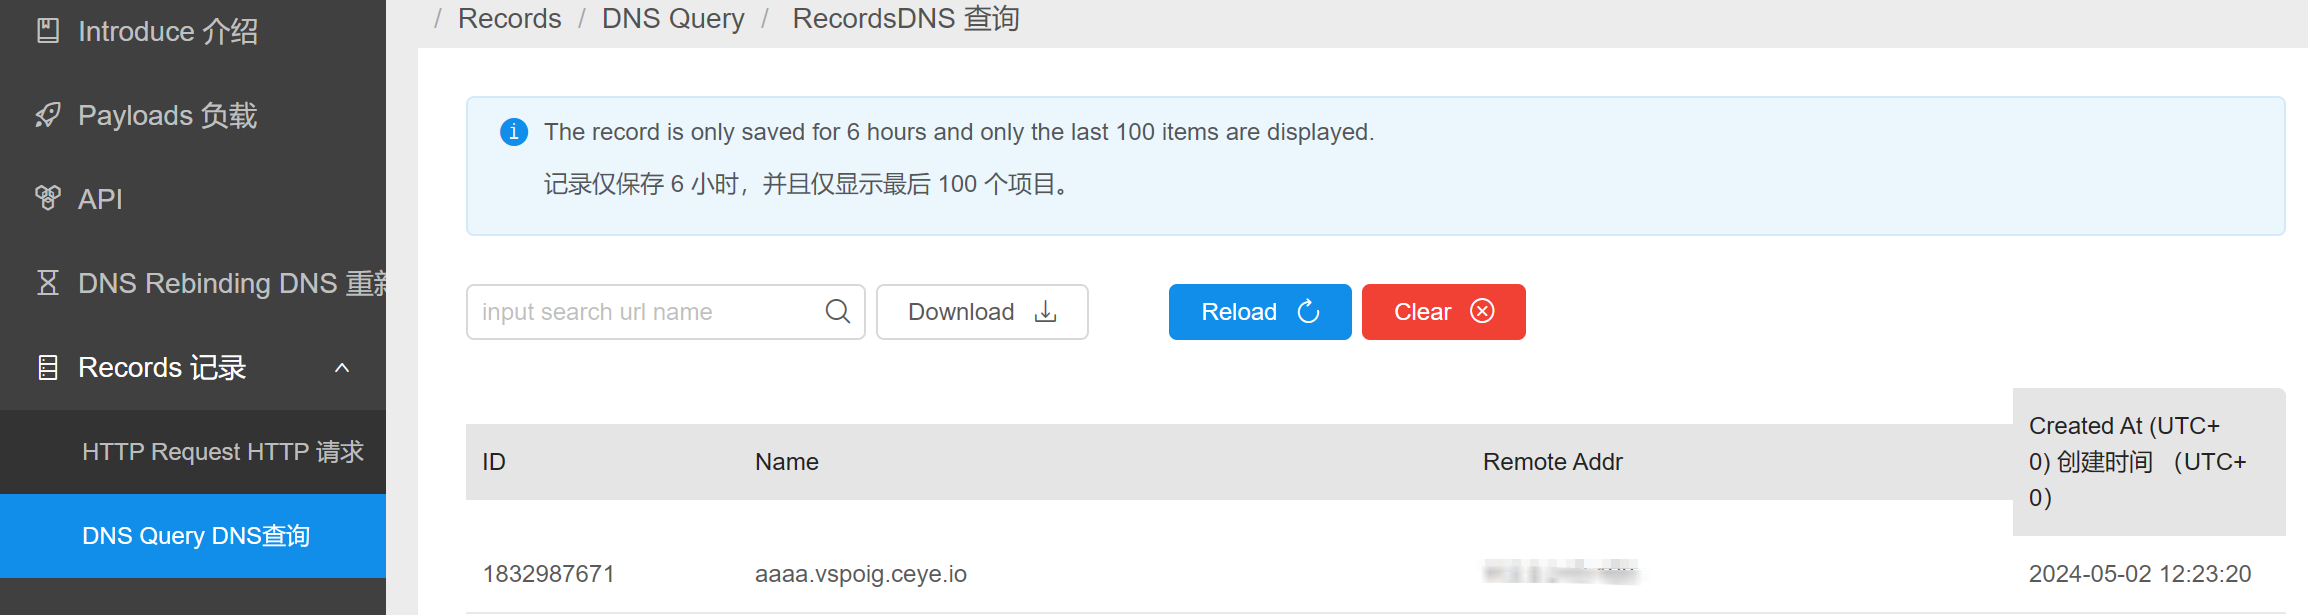 / Records / DNS Query / RecordsDNS 查询
Introduce 介绍
Payloads 负载
API
DNS Rebinding DNS 重新
Records 记录
HTTP Request HTTP 请求
DNS Query DNS查询
The record is only saved for 6 hours and only the last 100 items are displayed.
记录仅保存 6 小时，并且仅显示最后 100 个项目。
input search url name
Download
Reload
Clear
ID Name Remote Addr Created At (UTC+
0) 创建时间 （UTC+
0）
1832987671 aaaa.vspoig.ceye.io 2024-05-02 12:23:20